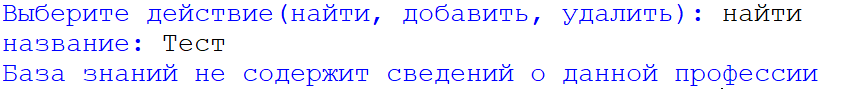 Выберите действие(найти, добавить, удалить): найти
название: Тест
База знаний не содержит сведений о данной профессии